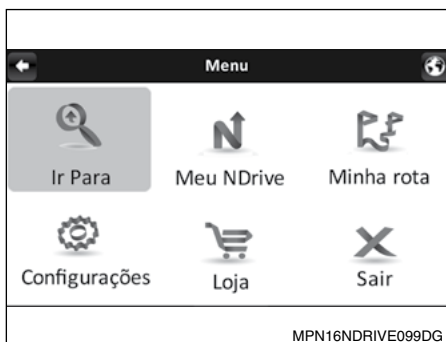 Menu
Ir Para
Meu NDrive
Minha rota
Configurações
Loja
Sair
MPN16NDRIVE099DG